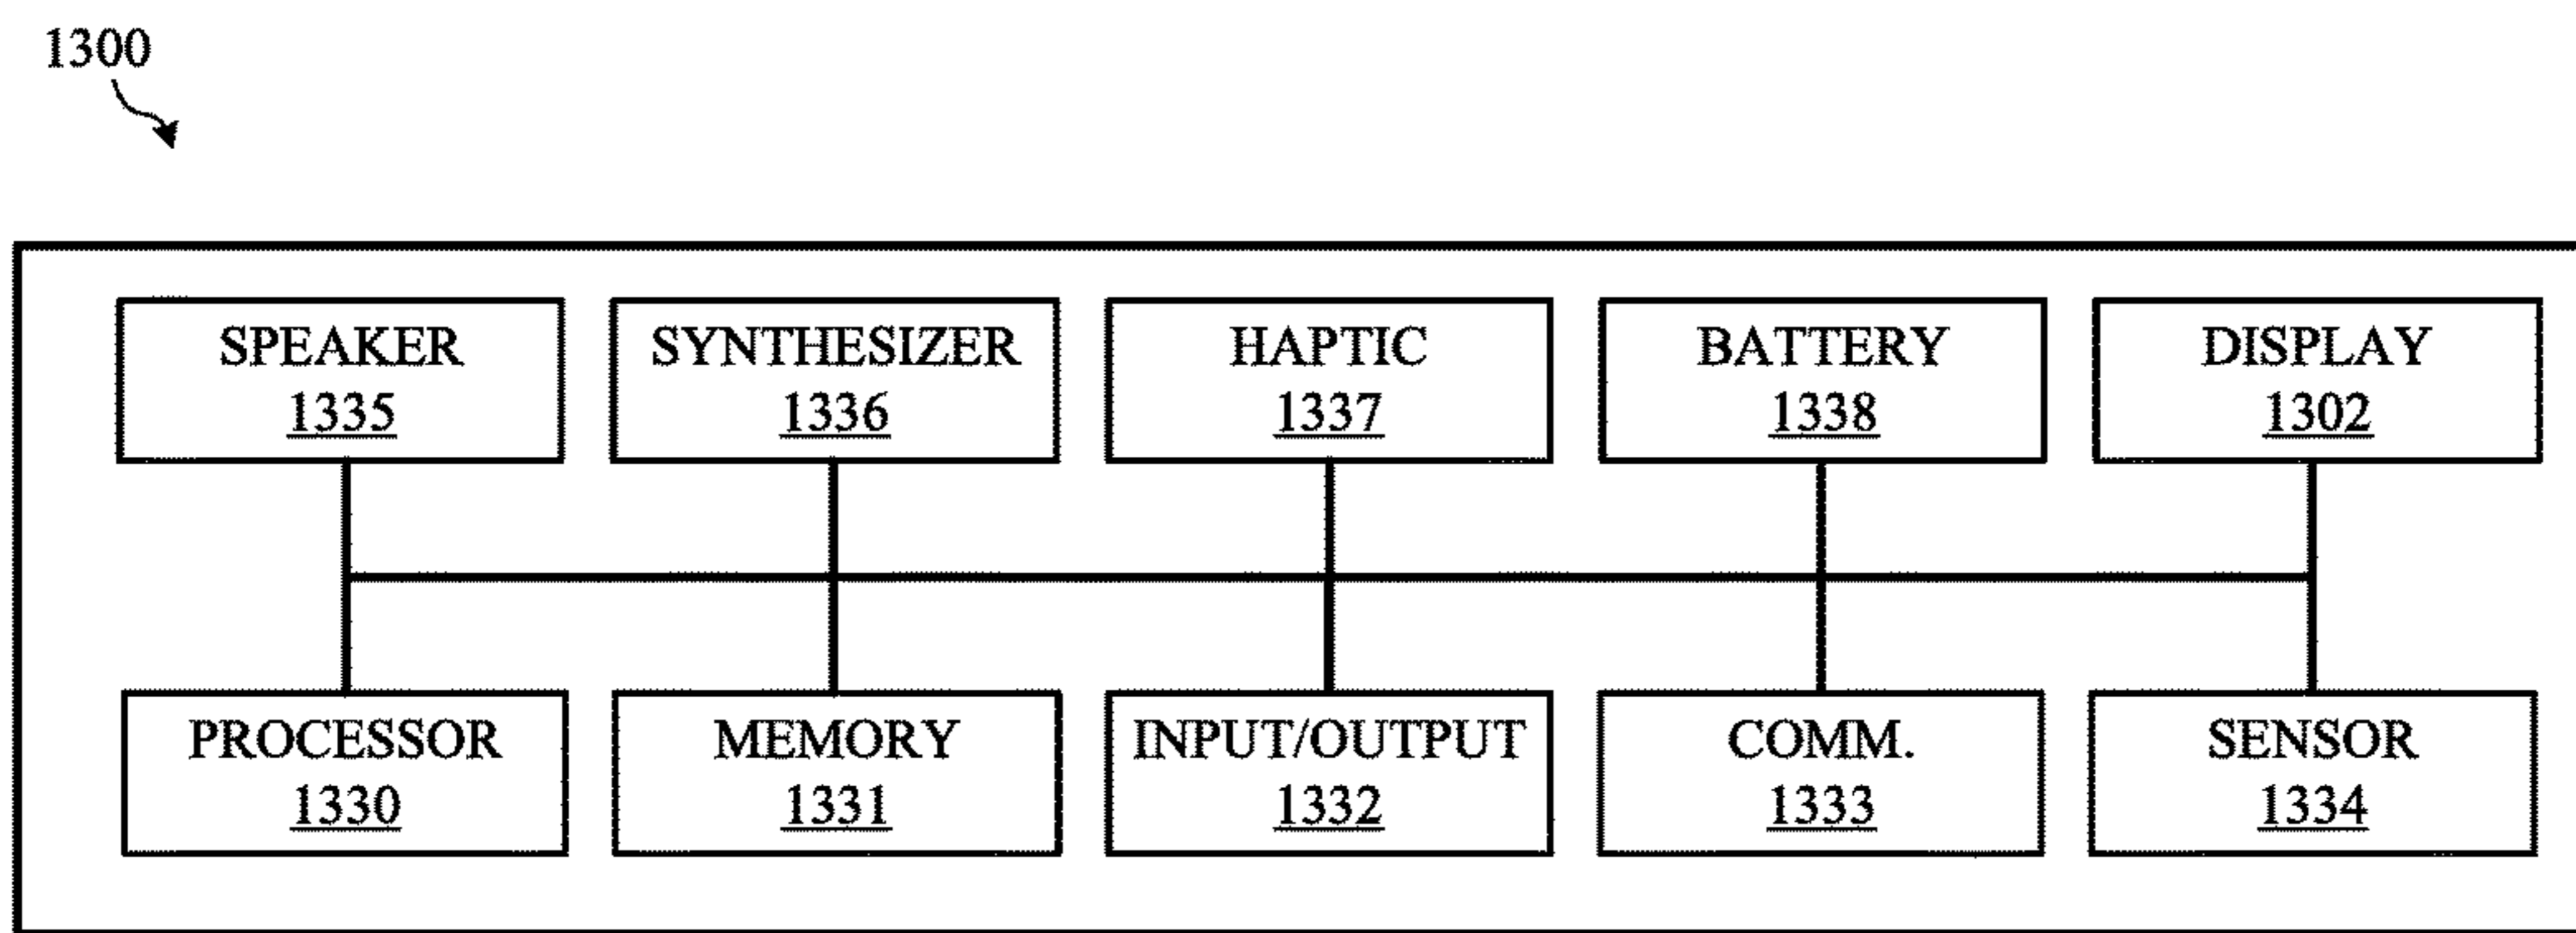 1300
SPEAKER
1335
SYNTHESIZER
1336
HAPTIC
1337
BATTERY
1338
DISPLAY
1302
PROCESSOR
1330
MEMORY
1331
INPUT/OUTPUT
1332
COMM.
1333
SENSOR
1334